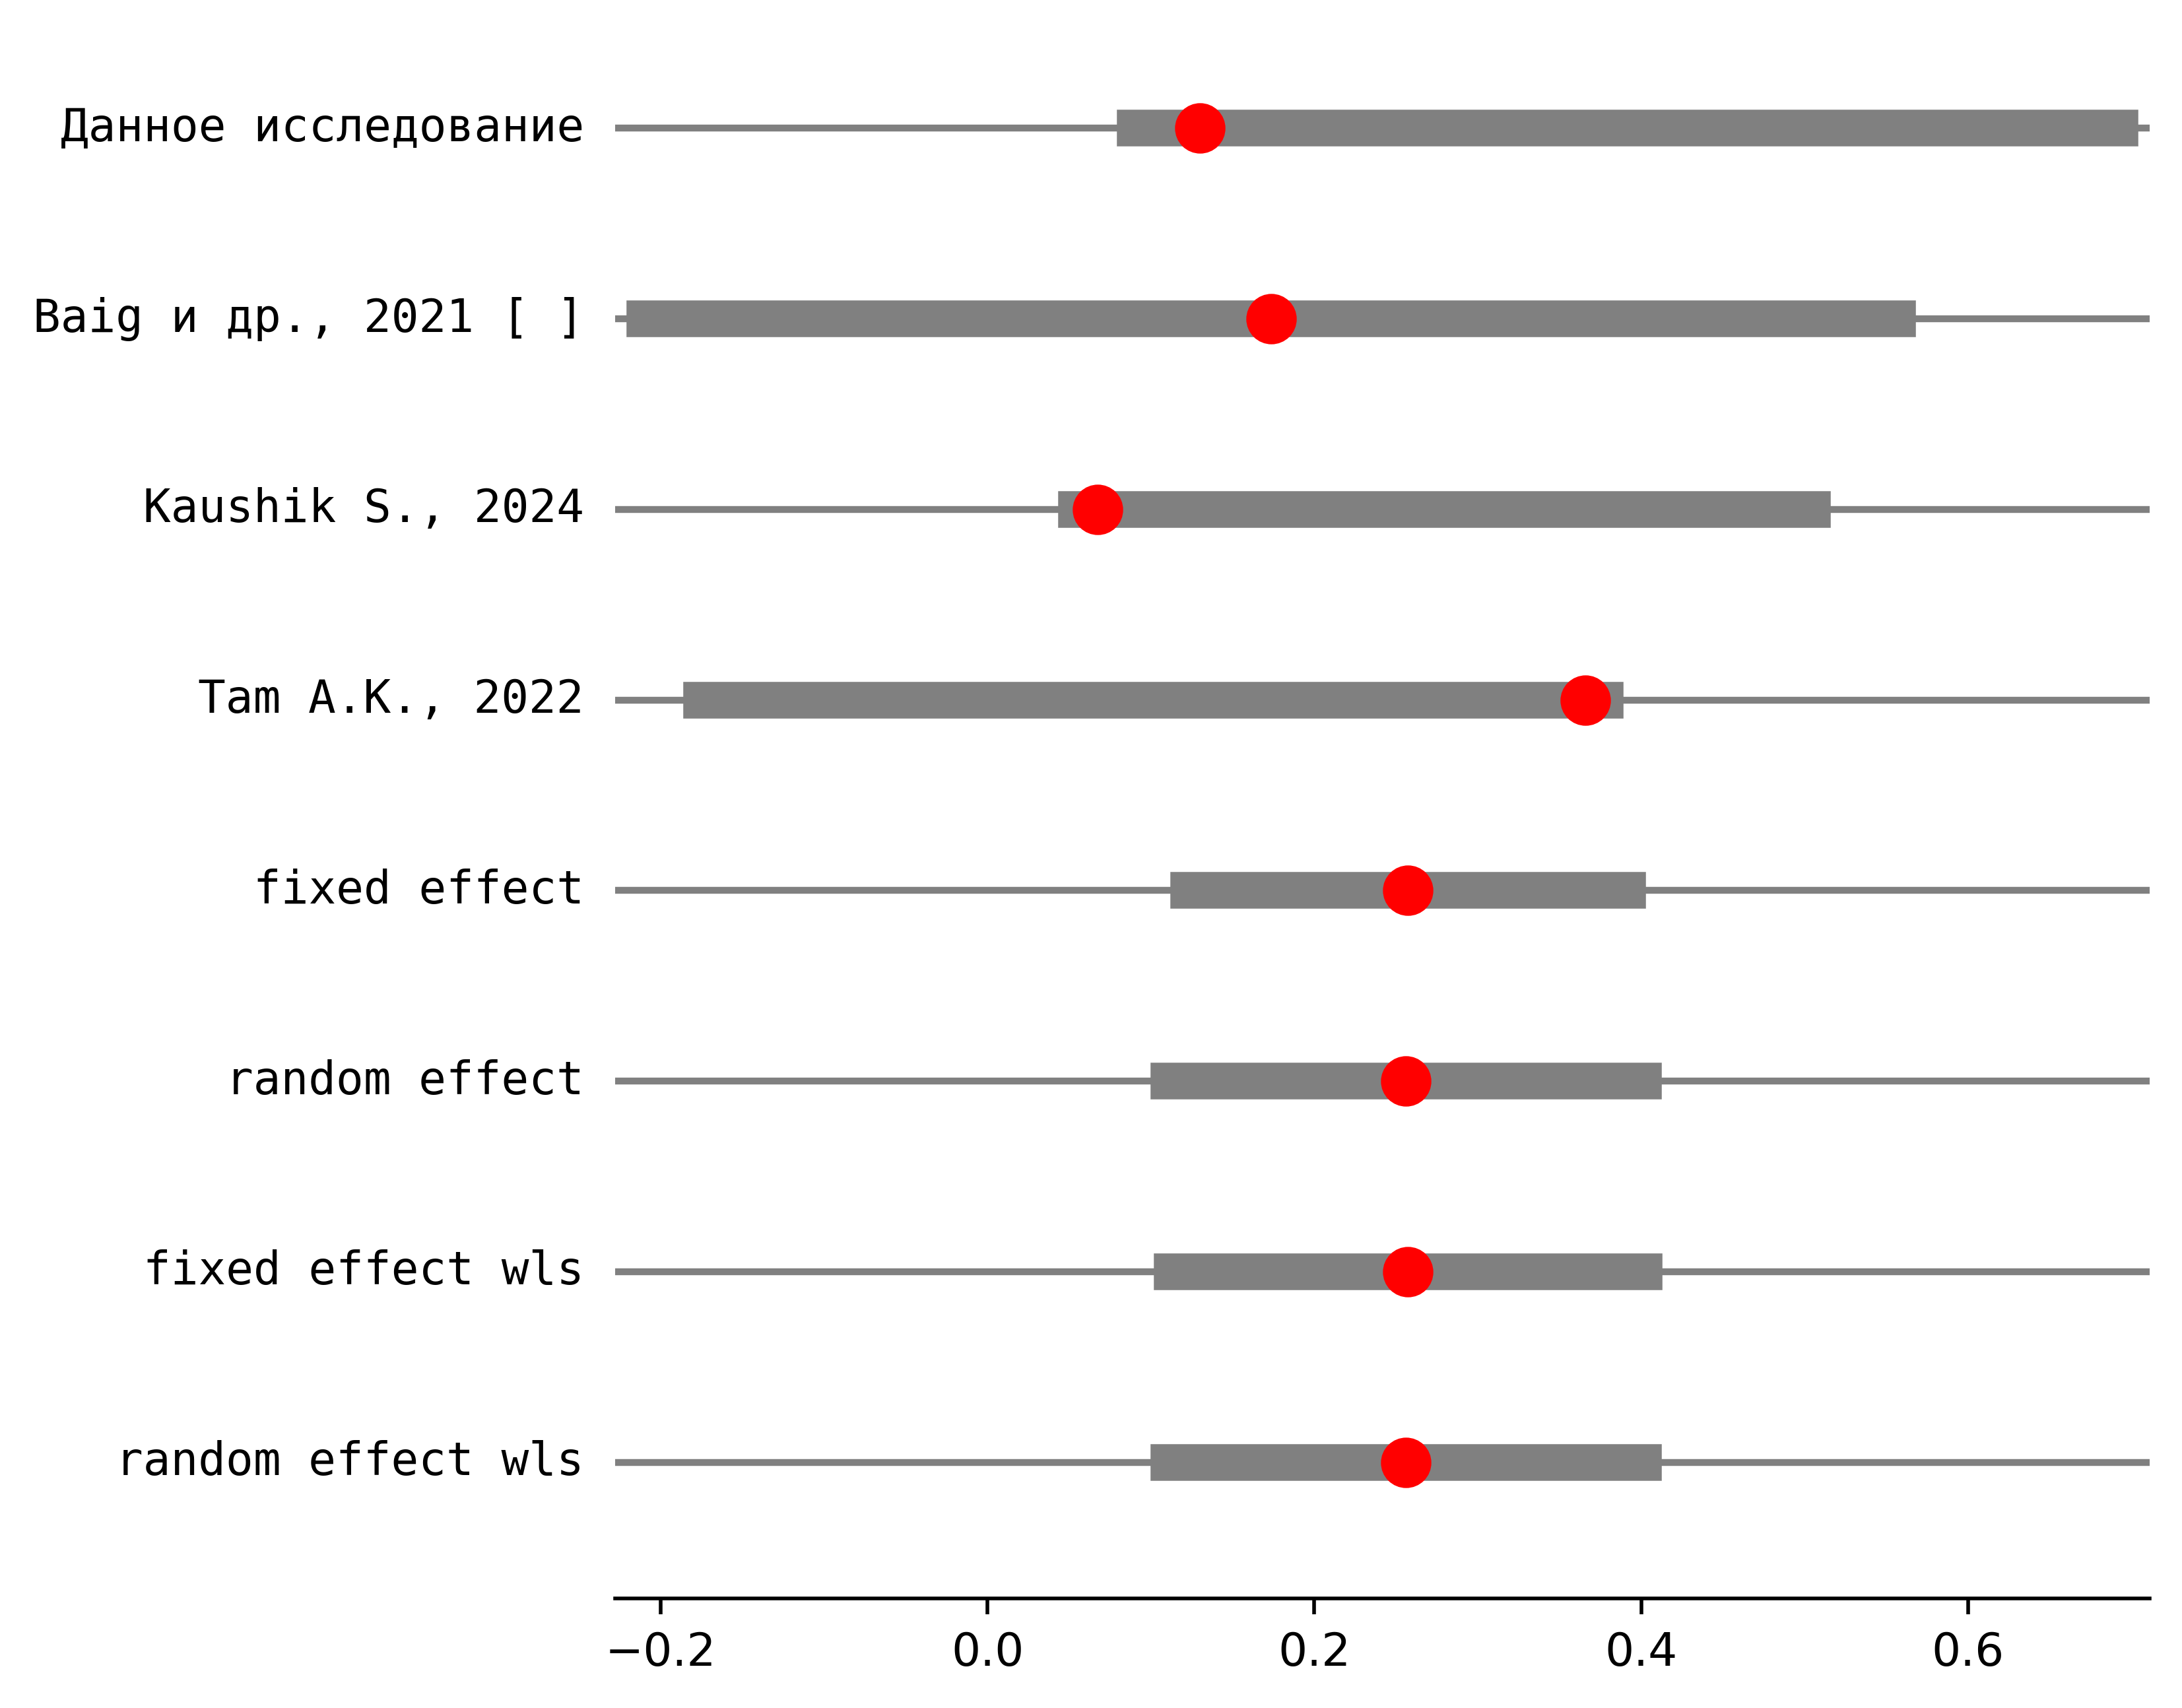 Данное исследование
Baig и др., 2021 [ ]
Kaushik S., 2024
Tam A.K., 2022
fixed effect
random effect
fixed effect wls
random effect wls
−0.2 0.0 0.2 0.4 0.6